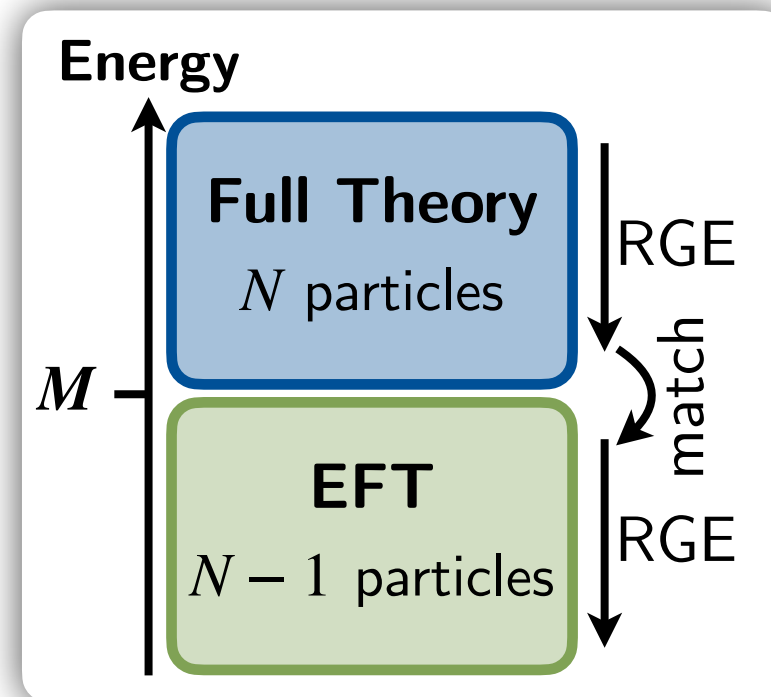 Energy
Full Theory
N particles
RGE
M
match
EFT
N − 1 particles
RGE